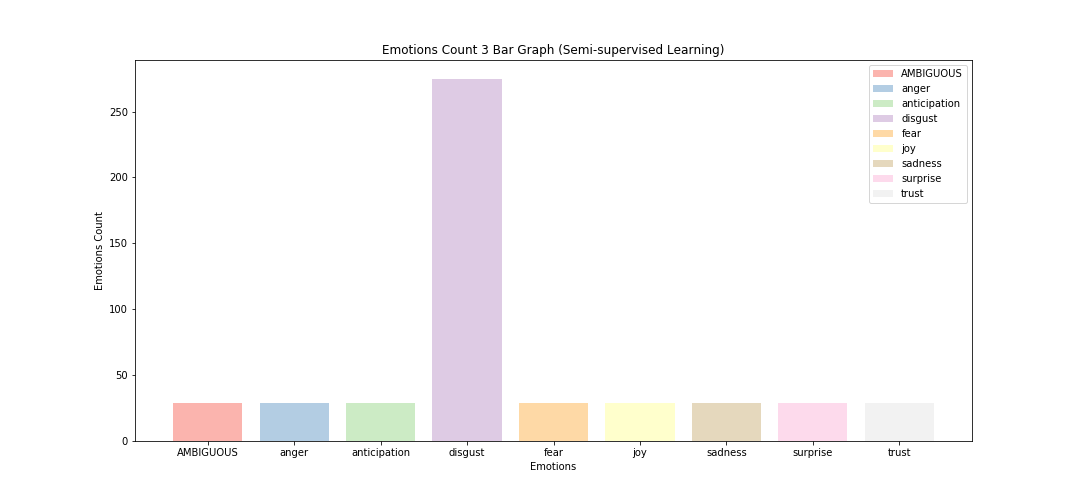 Emotions Count 3 Bar Graph (Semi-supervised Learning)
AMBIGUOUS
anger
anticipation
disgust
fear
joy
sadness
surprise
trust
Emotions Count
250
200
150
100
50
0
AMBIGUOUS anger anticipation disgust fear joy sadness surprise trust
Emotions